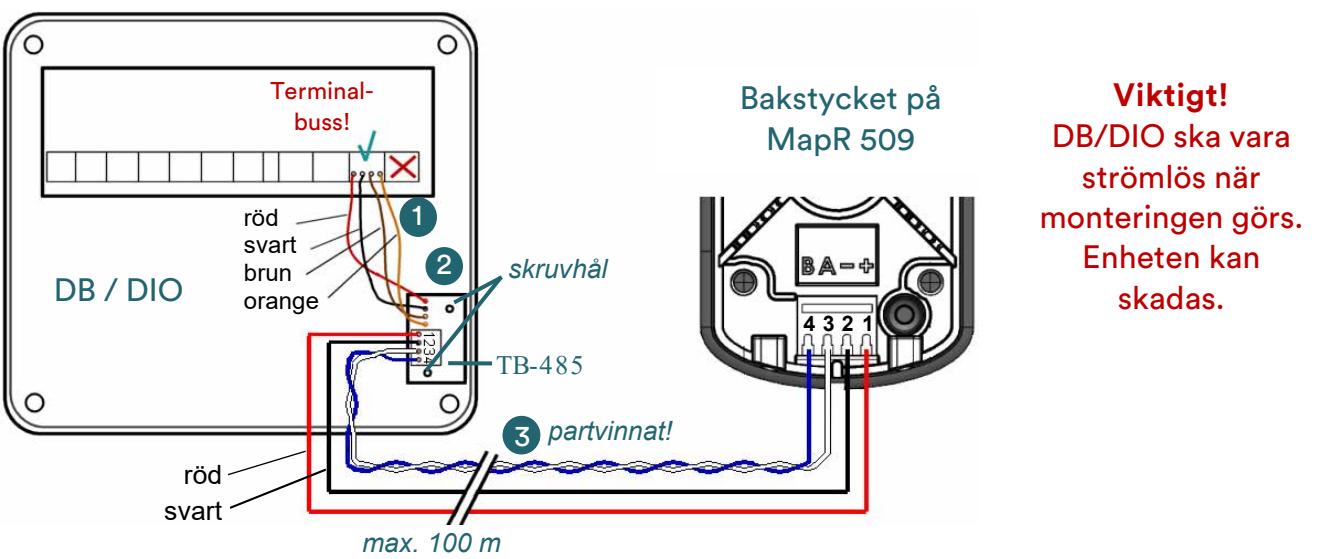 Terminal-
buss!
röd
svart
brun
orange
1
2
skruvhål
DB / DIO
1234
TB-485
3 partvinnat!
röd
svart
max. 100 m
Bakstycket på
MapR 509
BA-+
4 3 2 1
Viktigt!
DB/DIO ska vara
strömlös när
monteringen görs.
Enheten kan
skadas.